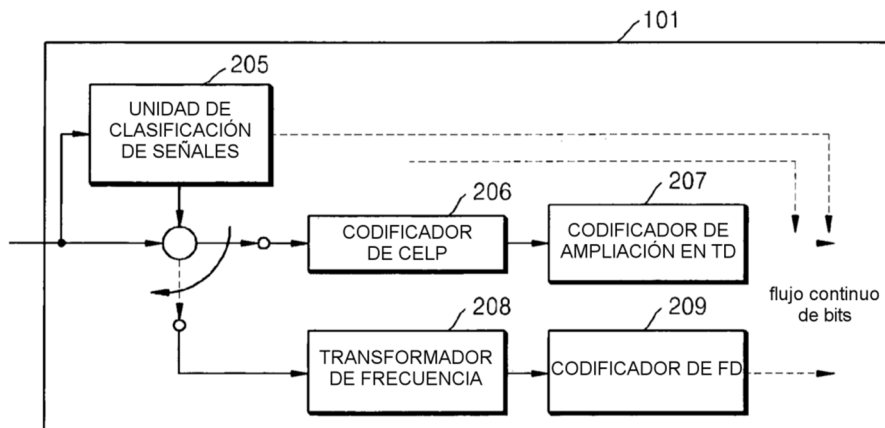 101
205
UNIDAD DE
CLASIFICACIÓN
DE SEÑALES
206
CODIFICADOR
DE CELP
207
CODIFICADOR DE
AMPLIACIÓN EN TD
flujo continuo
de bits
208
TRANSFORMADOR
DE FRECUENCIA
209
CODIFICADOR DE FD